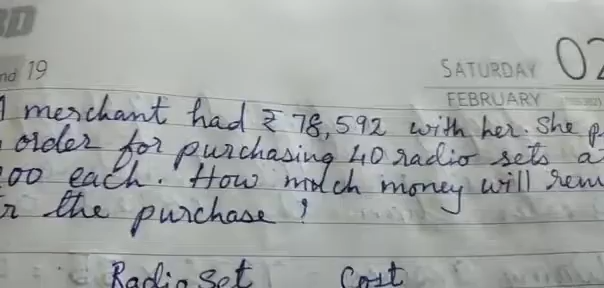 nd 19
SATURDAY 02
FEBRUARY
A merchant had ₹ 78,592 with her. She
order for purchasing 40 radio sets a
00 each. How much money will rem
the purchase ?
Radio Set Cost